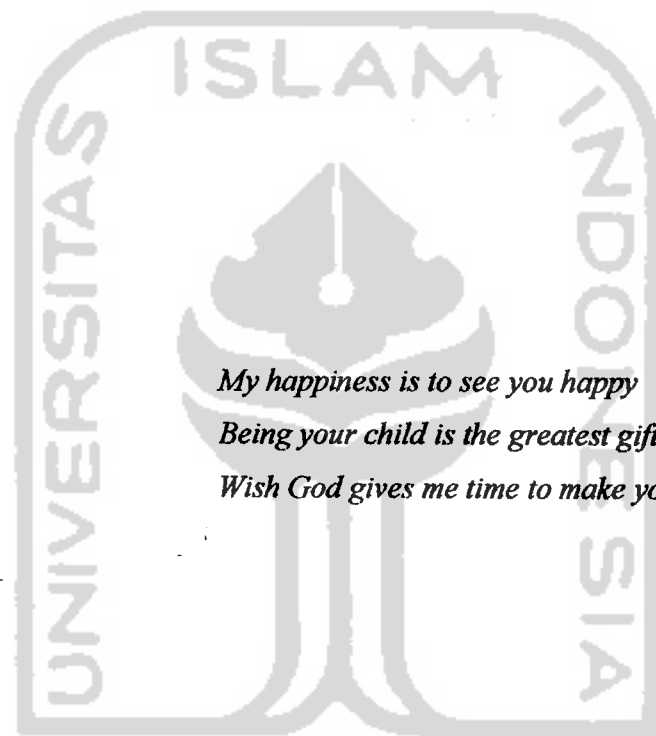 UNIVERSITAS
ISLAM
INDONESIA
My happiness is to see you happy
Being your child is the greatest gift
Wish God gives me time to make